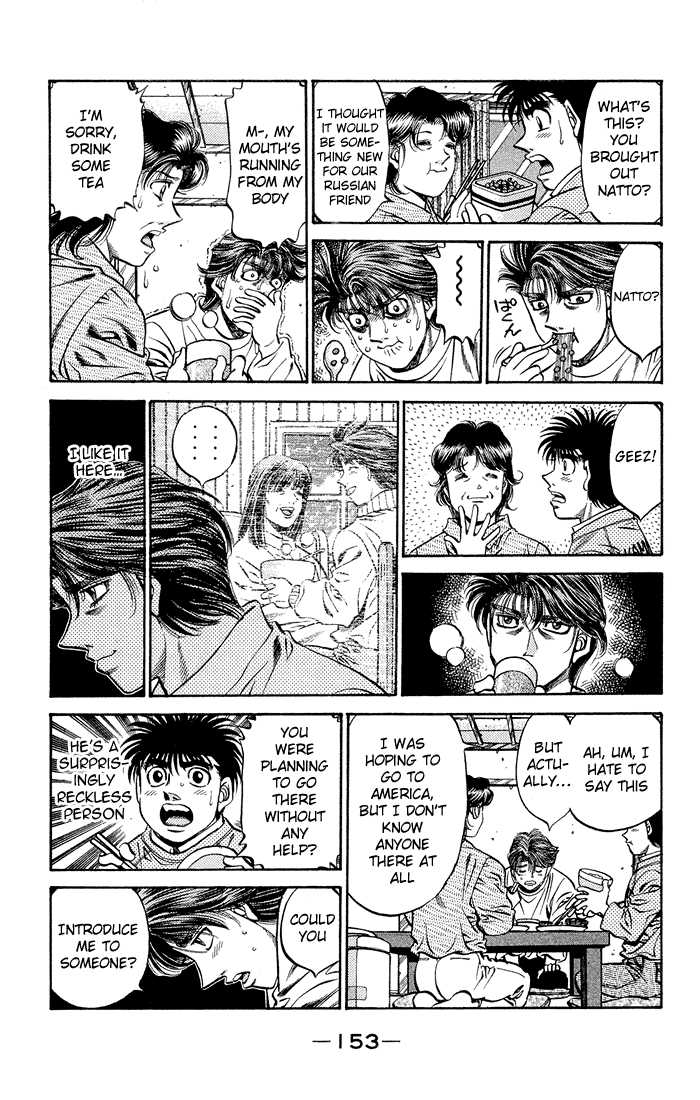 WHAT'S
THIS? YOU
BROUGHT
OUT
NATTO?
I THOUGHT
IT WOULD
BE SOME-
THING NEW
FOR OUR
RUSSIAN
FRIEND
NATTO?
ぱくん
M-, MY
MOUTH'S
RUNNING
FROM MY
BODY
I'M
SORRY,
DRINK
SOME
TEA
GEEZ!
......
I LIKE IT
HERE...
AH, UM, I
HATE TO
SAY THIS
BUT
ACTU-
ALLY...
I WAS
HOPING TO
GO TO
AMERICA,
BUT I DON'T
KNOW
ANYONE
THERE AT
ALL
YOU
WERE
PLANNING
TO GO
THERE
WITHOUT
ANY
HELP?
HE'S A
SURPRIS-
INGLY
RECKLESS
PERSON
COULD
YOU
INTRODUCE
ME TO
SOMEONE?
—153—